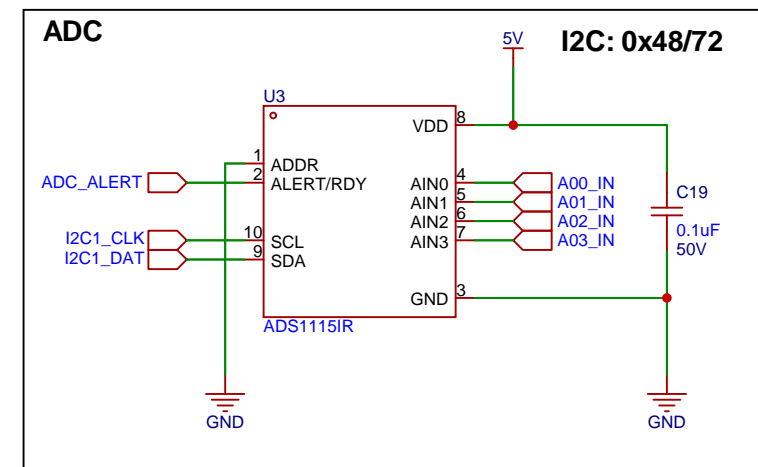 ADC
I2C: 0x48/72
5V
U3
VDD 8
1 ADDR
ADC_ALERT 2 ALERT/RDY
AIN0 4 A00_IN
AIN1 5 A01_IN
AIN2 6 A02_IN
AIN3 7 A03_IN
I2C1_CLK 10 SCL
I2C1_DAT 9 SDA
C19
0.1uF
50V
GND 3
ADS1115IR
GND
GND